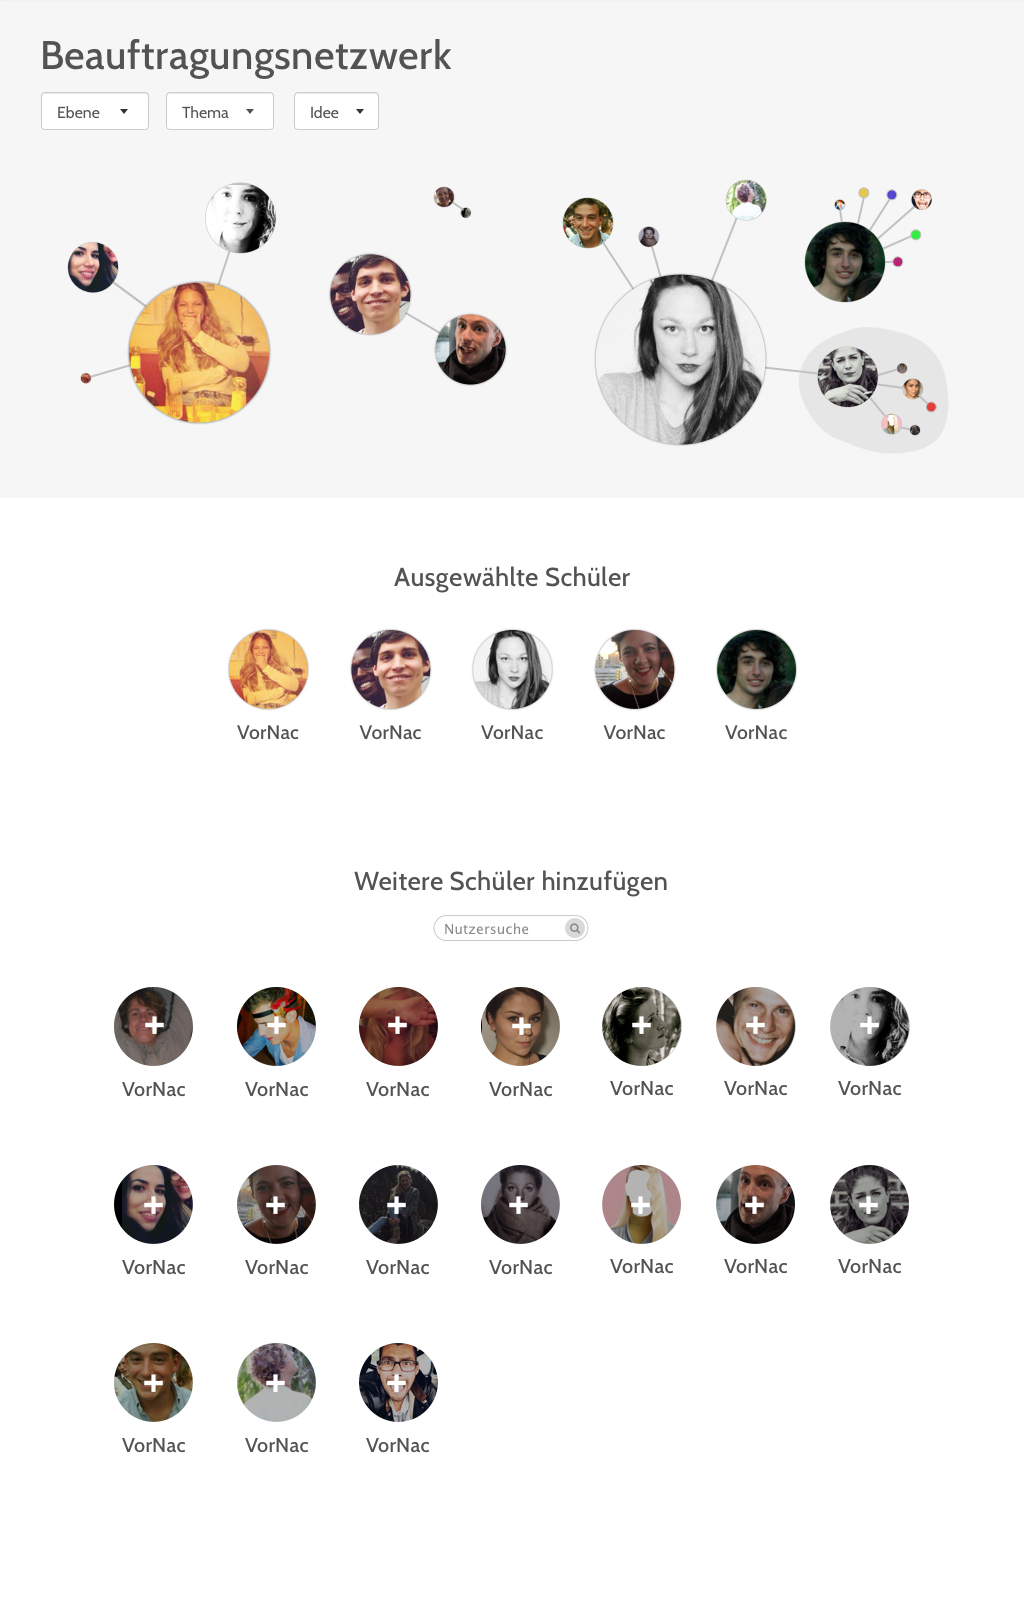 Beauftragungsnetzwerk
Ebene Thema Idee
Ausgewählte Schüler
VorNac VorNac VorNac VorNac VorNac
Weitere Schüler hinzufügen
Nutzersuche
VorNac VorNac VorNac VorNac VorNac VorNac VorNac
VorNac VorNac VorNac VorNac VorNac VorNac VorNac
VorNac VorNac VorNac